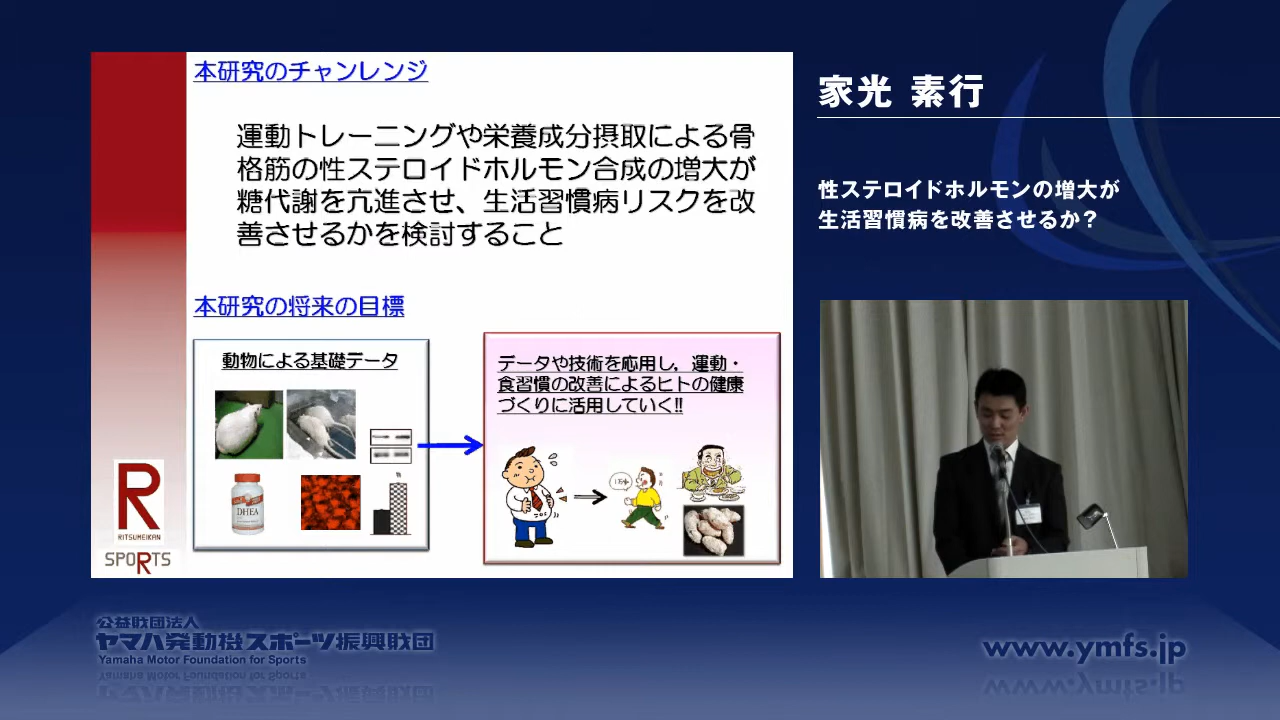 本研究のチャンレンジ
運動トレーニングや栄養成分摂取による骨
格筋の性ステロイドホルモン合成の増大が
糖代謝を亢進させ、生活習慣病リスクを改
善させるかを検討すること
本研究の将来の目標
動物による基礎データ
DHEA
データや技術を応用し，運動・
食習慣の改善によるヒトの健康
づくりに活用していく!!
R
RITSUMEIKAN
SPORTS
家光 素行
性ステロイドホルモンの増大が
生活習慣病を改善させるか？
公益財団法人
ヤマハ発動機スポーツ振興財団
Yamaha Motor Foundation for Sports
www.ymfs.jp